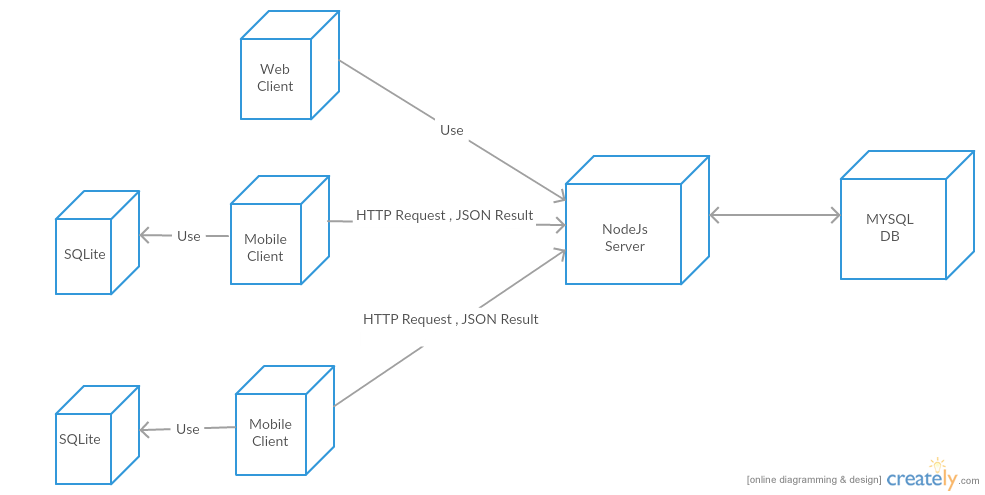 Web
Client
Use
HTTP Request , JSON Result
NodeJs
Server
MYSQL
DB
SQLite
Use
Mobile
Client
HTTP Request , JSON Result
SQLite
Use
Mobile
Client
[online diagramming & design] creately.com